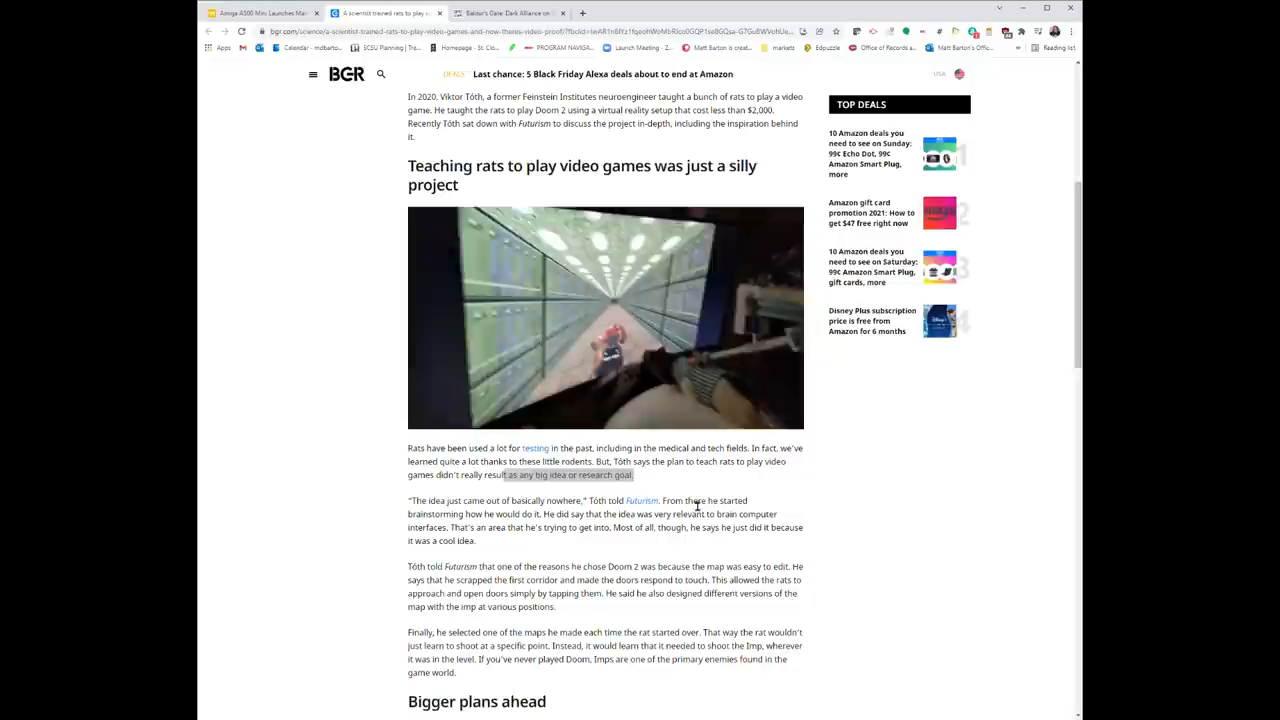 Amiga A500 Mini Launches Ma
A scientist trained rats to play v
Baldur's Gate: Dark Alliance on
bgr.com/science/a-scientist-trained-rats-to-play-video-games-and-now-theres-video-proof/
Apps
Calendar - mdbarto...
SCSU Planning | Tre...
Homepage - St. Clo...
PROGRAM NAVIGA...
Launch Meeting - Z...
Matt Barton is creat...
markets
Edpuzzle
Office of Records a...
Matt Barton's Offic...
Reading list
BGR
DEALS
Last chance: 5 Black Friday Alexa deals about to end at Amazon
USA
In 2020, Viktor Tóth, a former Feinstein Institutes neuroengineer taught a bunch of rats to play a video
game. He taught the rats to play Doom 2 using a virtual reality setup that cost less than $2,000.
Recently Tóth sat down with Futurism to discuss the project in-depth, including the inspiration behind
it.
Teaching rats to play video games was just a silly
project
Rats have been used a lot for testing in the past, including in the medical and tech fields. In fact, we've
learned quite a lot thanks to these little rodents. But, Tóth says the plan to teach rats to play video
games didn't really result as any big idea or research goal.
"The idea just came out of basically nowhere," Tóth told Futurism. From there he started
brainstorming how he would do it. He did say that the idea was very relevant to brain computer
interfaces. That's an area that he's trying to get into. Most of all, though, he says he just did it because
it was a cool idea.
Tóth told Futurism that one of the reasons he chose Doom 2 was because the map was easy to edit. He
says that he scrapped the first corridor and made the doors respond to touch. This allowed the rats to
approach and open doors simply by tapping them. He said he also designed different versions of the
map with the imp at various positions.
Finally, he selected one of the maps he made each time the rat started over. That way the rat wouldn't
just learn to shoot at a specific point. Instead, it would learn that it needed to shoot the Imp, wherever
it was in the level. If you've never played Doom, Imps are one of the primary enemies found in the
game world.
Bigger plans ahead
TOP DEALS
10 Amazon deals you
need to see on Sunday:
99¢ Echo Dot, 99¢
Amazon Smart Plug,
more
1
Amazon gift card
promotion 2021: How to
get $47 free right now
2
10 Amazon deals you
need to see on Saturday:
99¢ Amazon Smart Plug,
gift cards, more
3
Disney Plus subscription
price is free from
Amazon for 6 months
4